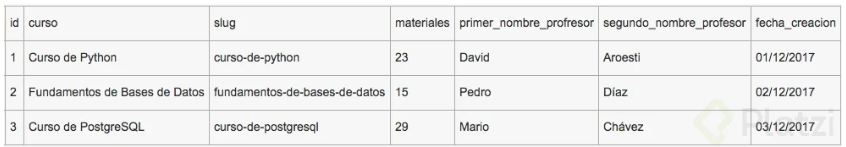 id curso slug materiales primer_nombre_profresor segundo_nombre_profesor fecha_creacion
1 Curso de Python curso-de-python 23 David Aroesti 01/12/2017
2 Fundamentos de Bases de Datos fundamentos-de-bases-de-datos 15 Pedro Díaz 02/12/2017
3 Curso de PostgreSQL curso-de-postgresql 29 Mario Chávez 03/12/2017
Platzi